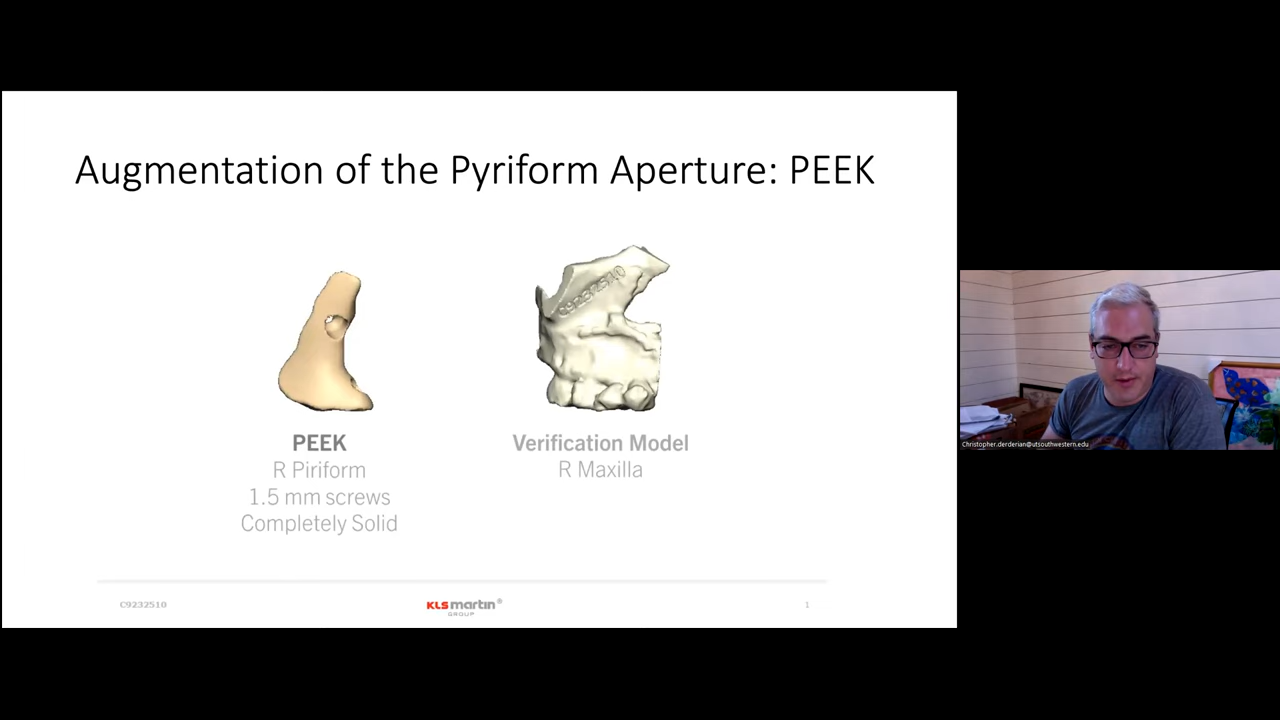 Augmentation of the Pyriform Aperture: PEEK
C9232510
PEEK
R Piriform
1.5 mm screws
Completely Solid
Verification Model
R Maxilla
C9232510
KLS martin®
GROUP
1
Christopher.derderian@utsouthwestern.edu